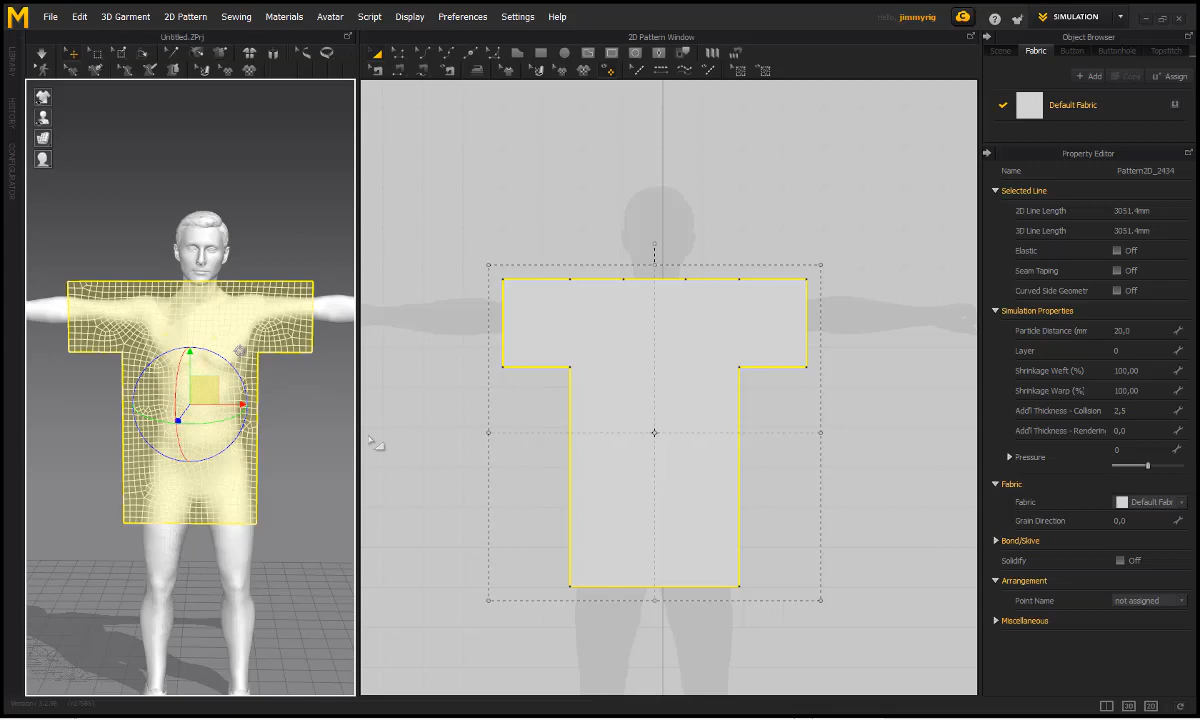 M File Edit 3D Garment 2D Pattern Sewing Materials Avatar Script Display Preferences Settings Help Hello, jimmyrig SIMULATION
Untitled.ZPrj
2D Pattern Window
Object Browser
LIBRARY
HISTORY
CONFIGURATOR
Scene Fabric Button Buttonhole Topstitch
Add Copy Assign
Default Fabric
Property Editor
Name Pattern2D_2434
Selected Line
2D Line Length 3051.4mm
3D Line Length 3051.4mm
Elastic Off
Seam Taping Off
Curved Side Geometr Off
Simulation Properties
Particle Distance (mm 20,0
Layer 0
Shrinkage Weft (%) 100,00
Shrinkage Warp (%) 100,00
Add'l Thickness - Collision 2,5
Add'l Thickness - Rendering 0,0
Pressure 0
Fabric
Fabric Default Fabr
Grain Direction 0,0
Bond/Skive
Solidify Off
Arrangement
Point Name not assigned
Miscellaneous
3D 2D